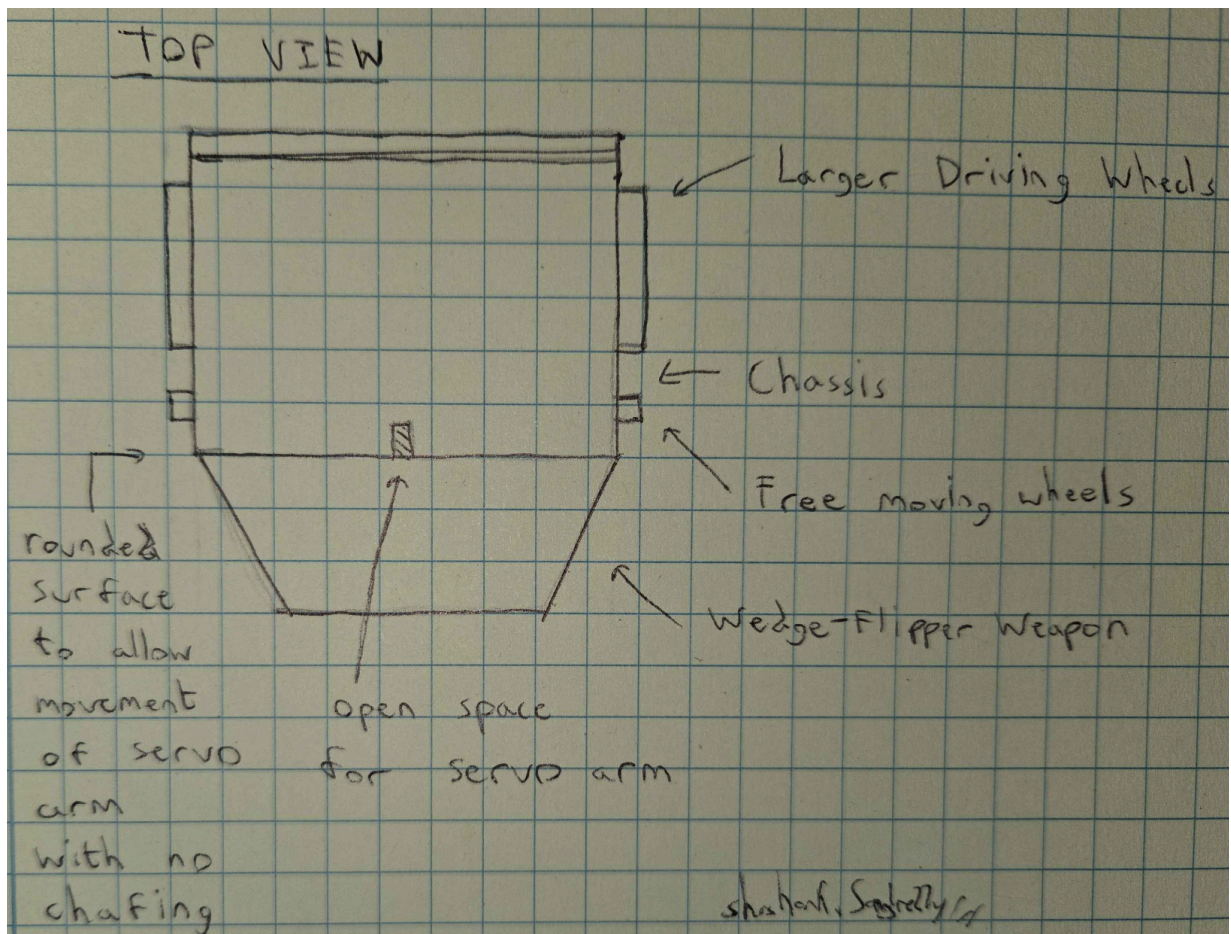 TOP VIEW
Larger Driving Wheels
Chassis
Free moving wheels
Wedge-Flipper Weapon
open space
for servo arm
rounded
surface
to allow
movement
of servo
arm
with no
chafing